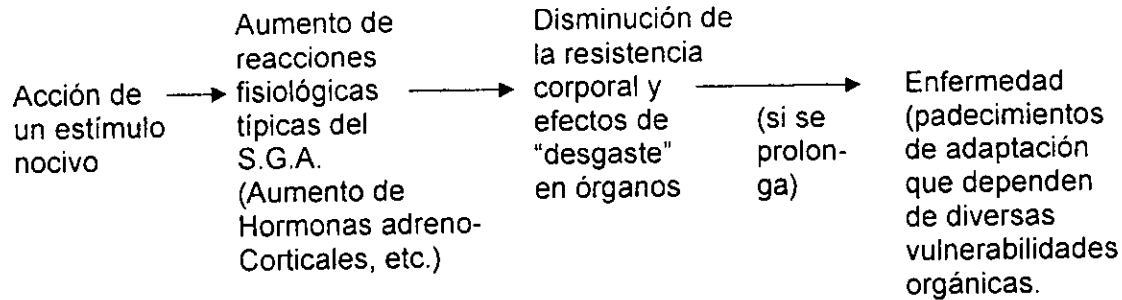 Acción de
un estímulo
nocivo
Aumento de
reacciones
fisiológicas
típicas del
S.G.A.
(Aumento de
Hormonas adreno-
Corticales, etc.)
Disminución de
la resistencia
corporal y
efectos de
“desgaste”
en órganos
(si se
prolon-
ga)
Enfermedad
(padecimientos
de adaptación
que dependen
de diversas
vulnerabilidades
orgánicas.